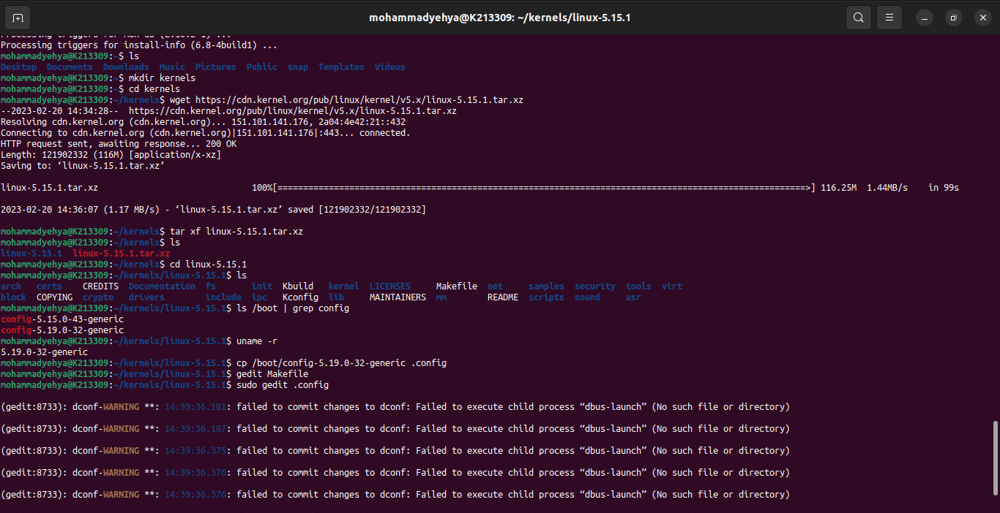 mohammadyehya@K213309: ~/kernels/linux-5.15.1
Processing triggers for man-db (2.10.2-1) ...
Processing triggers for install-info (6.8-4build1) ...
mohammadyehya@K213309:~$ ls
Desktop  Documents  Downloads  Music  Pictures  Public  snap  Templates  Videos
mohammadyehya@K213309:~$ mkdir kernels
mohammadyehya@K213309:~$ cd kernels
mohammadyehya@K213309:~/kernels$ wget https://cdn.kernel.org/pub/linux/kernel/v5.x/linux-5.15.1.tar.xz
--2023-02-20 14:34:28--  https://cdn.kernel.org/pub/linux/kernel/v5.x/linux-5.15.1.tar.xz
Resolving cdn.kernel.org (cdn.kernel.org)... 151.101.141.176, 2a04:4e42:21::432
Connecting to cdn.kernel.org (cdn.kernel.org)|151.101.141.176|:443... connected.
HTTP request sent, awaiting response... 200 OK
Length: 121902332 (116M) [application/x-xz]
Saving to: ‘linux-5.15.1.tar.xz’
linux-5.15.1.tar.xz 100%[=======================================================================================================>] 116.25M  1.44MB/s    in 99s
2023-02-20 14:36:07 (1.17 MB/s) - ‘linux-5.15.1.tar.xz’ saved [121902332/121902332]
mohammadyehya@K213309:~/kernels$ tar xf linux-5.15.1.tar.xz
mohammadyehya@K213309:~/kernels$ ls
linux-5.15.1  linux-5.15.1.tar.xz
mohammadyehya@K213309:~/kernels$ cd linux-5.15.1
mohammadyehya@K213309:~/kernels/linux-5.15.1$ ls
arch   certs    CREDITS  Documentation  fs       init  Kbuild   kernel  LICENSES     Makefile  net     samples  security  tools  virt
block  COPYING  crypto   drivers        include  ipc   Kconfig  lib     MAINTAINERS  mm        README  scripts  sound     usr
mohammadyehya@K213309:~/kernels/linux-5.15.1$ ls /boot | grep config
config-5.15.0-43-generic
config-5.19.0-32-generic
mohammadyehya@K213309:~/kernels/linux-5.15.1$ uname -r
5.19.0-32-generic
mohammadyehya@K213309:~/kernels/linux-5.15.1$ cp /boot/config-5.19.0-32-generic .config
mohammadyehya@K213309:~/kernels/linux-5.15.1$ gedit Makefile
mohammadyehya@K213309:~/kernels/linux-5.15.1$ sudo gedit .config
(gedit:8733): dconf-WARNING **: 14:39:36.181: failed to commit changes to dconf: Failed to execute child process “dbus-launch” (No such file or directory)
(gedit:8733): dconf-WARNING **: 14:39:36.187: failed to commit changes to dconf: Failed to execute child process “dbus-launch” (No such file or directory)
(gedit:8733): dconf-WARNING **: 14:39:36.375: failed to commit changes to dconf: Failed to execute child process “dbus-launch” (No such file or directory)
(gedit:8733): dconf-WARNING **: 14:39:36.376: failed to commit changes to dconf: Failed to execute child process “dbus-launch” (No such file or directory)
(gedit:8733): dconf-WARNING **: 14:39:36.376: failed to commit changes to dconf: Failed to execute child process “dbus-launch” (No such file or directory)